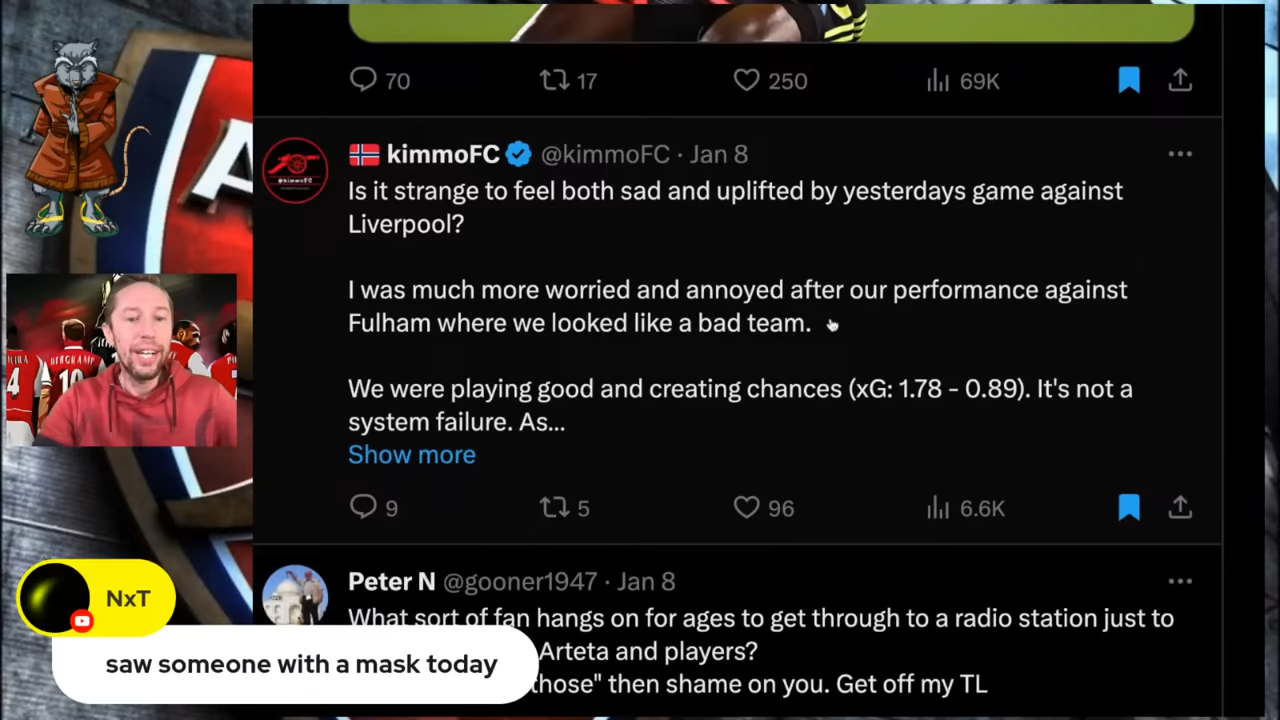 70 17 250 69K
kimmoFC @kimmoFC · Jan 8
Is it strange to feel both sad and uplifted by yesterdays game against
Liverpool?
I was much more worried and annoyed after our performance against
Fulham where we looked like a bad team.
We were playing good and creating chances (xG: 1.78 - 0.89). It's not a
system failure. As...
Show more
9 5 96 6.6K
Peter N @gooner1947 · Jan 8
What sort of fan hangs on for ages to get through to a radio station just to
Arteta and players?
those" then shame on you. Get off my TL
NxT
saw someone with a mask today
4
BERGKAMP
10